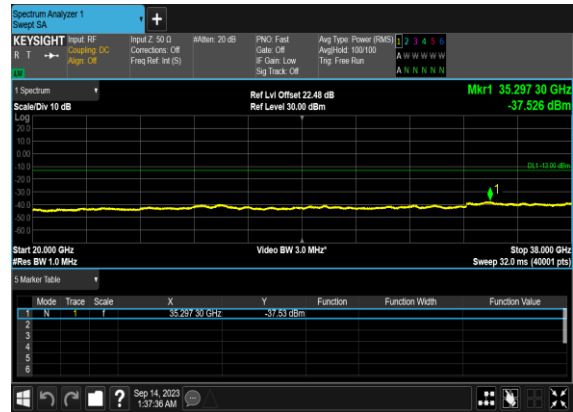 Spectrum Analyzer 1
Swept SA
KEYSIGHT Input: RF Input Z: 50 Ω #Atten: 20 dB PNO: Fast Avg Type: Power (RMS) 1 2 3 4 5 6
R T Coupling: DC Corrections: Off Gate: Off Avg|Hold: 100/100 A W W W W W
Align: Off Freq Ref: Int (S) IF Gain: Low Trig: Free Run
LW Sig Track: Off A N N N N N
1 Spectrum Ref Lvl Offset 22.48 dB Mkr1 35.297 30 GHz
Scale/Div 10 dB Ref Level 30.00 dBm -37.526 dBm
Log
20.0
10.0
0.00
-10.0 DL1 -13.00 dBm
-20.0
-30.0 1
-40.0
-50.0
-60.0
Start 20.000 GHz Video BW 3.0 MHz* Stop 38.000 GHz
#Res BW 1.0 MHz Sweep 32.0 ms (40001 pts)
5 Marker Table
Mode Trace Scale X Y Function Function Width Function Value
1 N 1 f 35.297 30 GHz -37.53 dBm
2
3
4
5
6
? Sep 14, 2023
1:37:36 AM